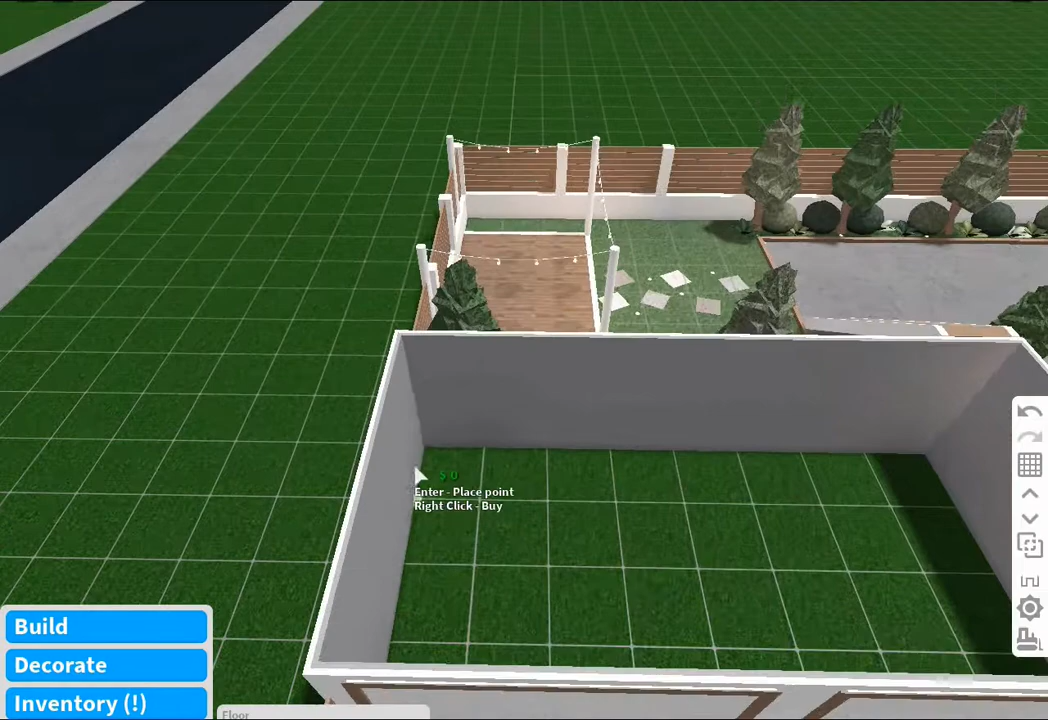 $ 0
Enter - Place point
Right Click - Buy
Build
Decorate
Inventory (!)
Floor